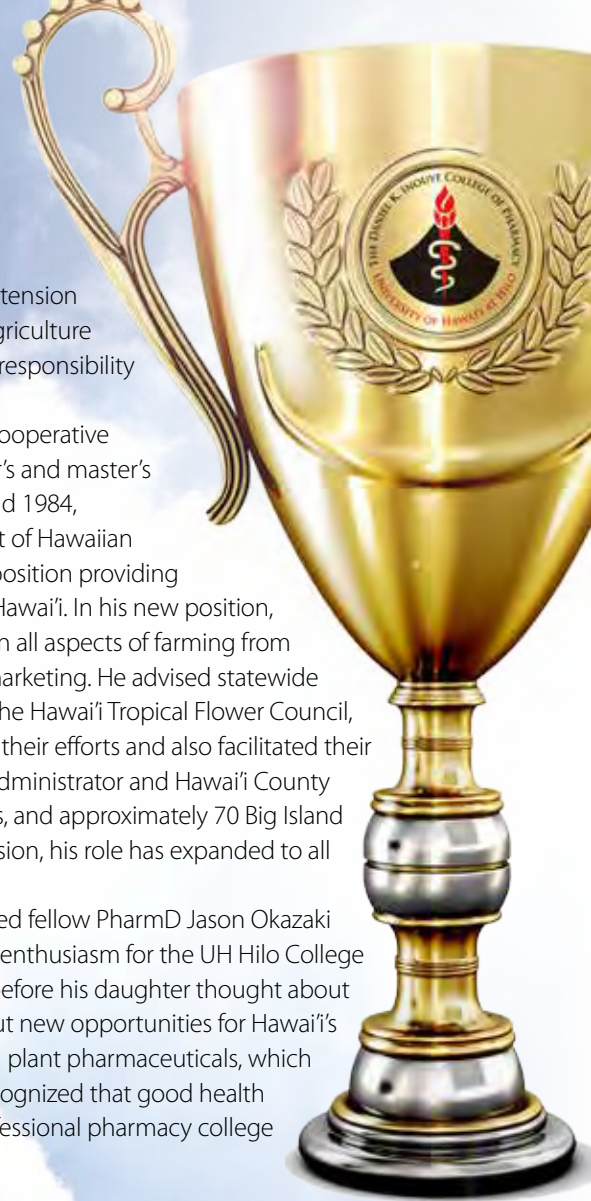 THE DANIEL K. INOUYE COLLEGE OF PHARMACY
UNIVERSITY OF HAWAI'I AT HILO
tension
griculture
responsibility
ooperative
r's and master's
d 1984,
t of Hawaiian
position providing
Hawai'i. In his new position,
n all aspects of farming from
narketing. He advised statewide
he Hawai'i Tropical Flower Council,
their efforts and also facilitated their
dministrator and Hawai'i County
s, and approximately 70 Big Island
sion, his role has expanded to all
ed fellow PharmD Jason Okazaki
enthusiasm for the UH Hilo College
before his daughter thought about
ut new opportunities for Hawai'i's
plant pharmaceuticals, which
ognized that good health
fessional pharmacy college